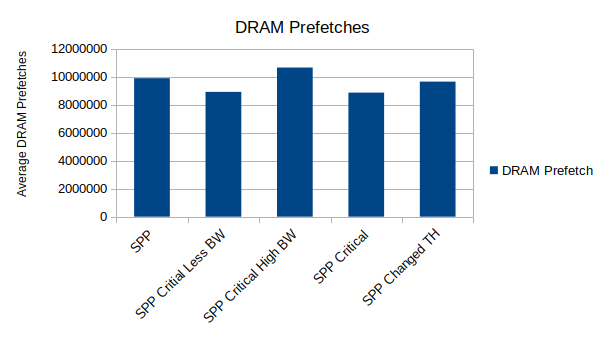 DRAM Prefetches
Average DRAM Prefetches
12000000
10000000
8000000
6000000
4000000
2000000
0
SPP
SPP Critial Less BW
SPP Critical High BW
SPP Critical
SPP Changed TH
DRAM Prefetch